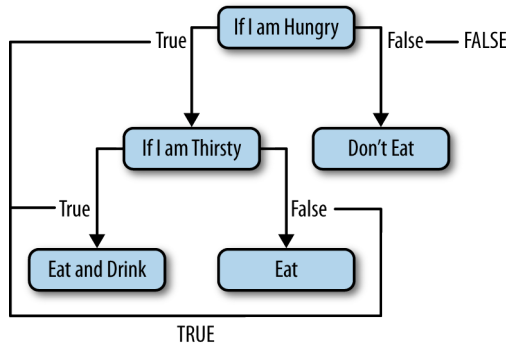 If I am Hungry
True
False
FALSE
If I am Thirsty
Don't Eat
True
False
Eat and Drink
Eat
TRUE